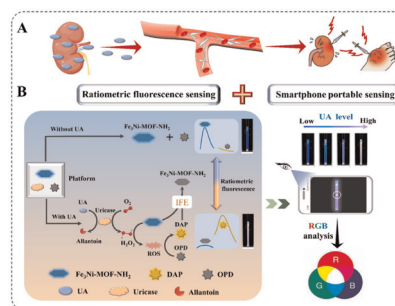 A
B
Ratiometric fluorescence sensing
Smartphone portable sensing
Without UA
Fe₂Ni-MOF-NH₂
+
UA level
Low
High
Platform
Ratiometric
fluorescence
Fe₂Ni-MOF-NH₂
With UA
UA
Uricase
O₂
Allantoin
H₂O₂
ROS
IFE
DAP
OPD
RGB
analysis
R
G
B
Fe₂Ni-MOF-NH₂
DAP
OPD
UA
Uricase
Allantoin